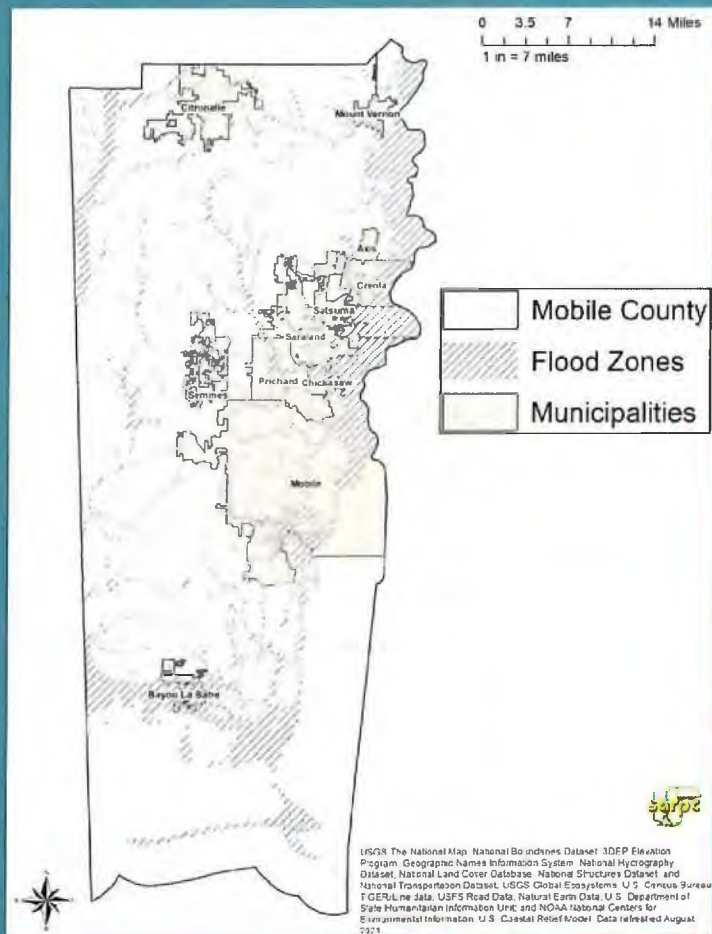 0 3.5 7 14 Miles
1 in = 7 miles
Citronelle
Mount Vernon
Axis
Creola
Satsuma
Saraland
Prichard Chickasaw
Semmes
Mobile
Bayou La Batre
Mobile County
Flood Zones
Municipalities
sarpc
USGS The National Map: National Boundaries Dataset, 3DEP Elevation
Program, Geographic Names Information System, National Hydrography
Dataset, National Land Cover Database, National Structures Dataset, and
National Transportation Dataset; USGS Global Ecosystems; U.S. Census Bureau
TIGER/Line data; USFS Road Data; Natural Earth Data; U.S. Department of
State Humanitarian Information Unit; and NOAA National Centers for
Environmental Information, U.S. Coastal Relief Model. Data refreshed August
2021